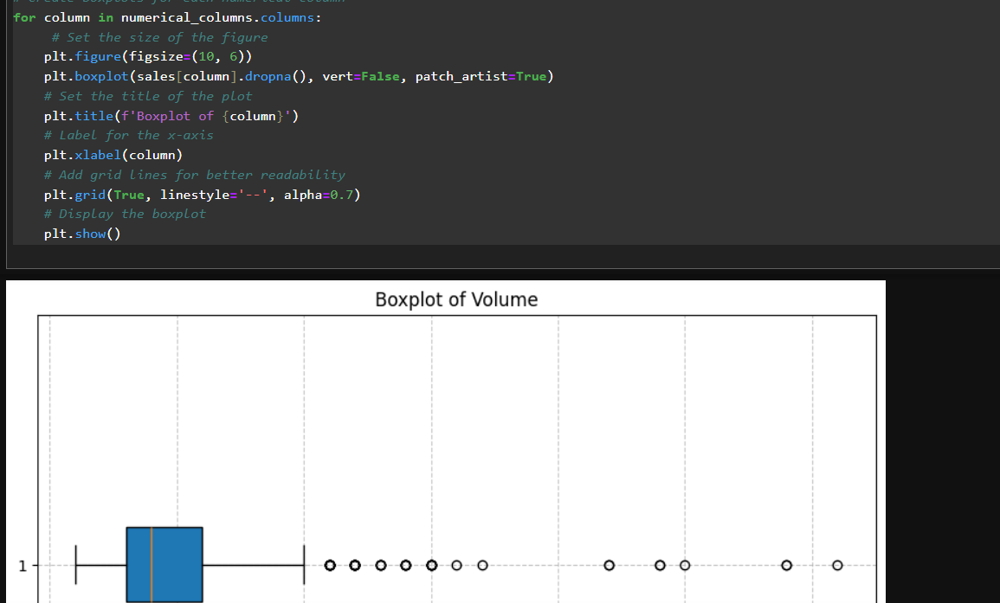 for column in numerical_columns.columns:
# Set the size of the figure
plt.figure(figsize=(10, 6))
plt.boxplot(sales[column].dropna(), vert=False, patch_artist=True)
# Set the title of the plot
plt.title(f'Boxplot of {column}')
# Label for the x-axis
plt.xlabel(column)
# Add grid lines for better readability
plt.grid(True, linestyle='--', alpha=0.7)
# Display the boxplot
plt.show()
Boxplot of Volume
1